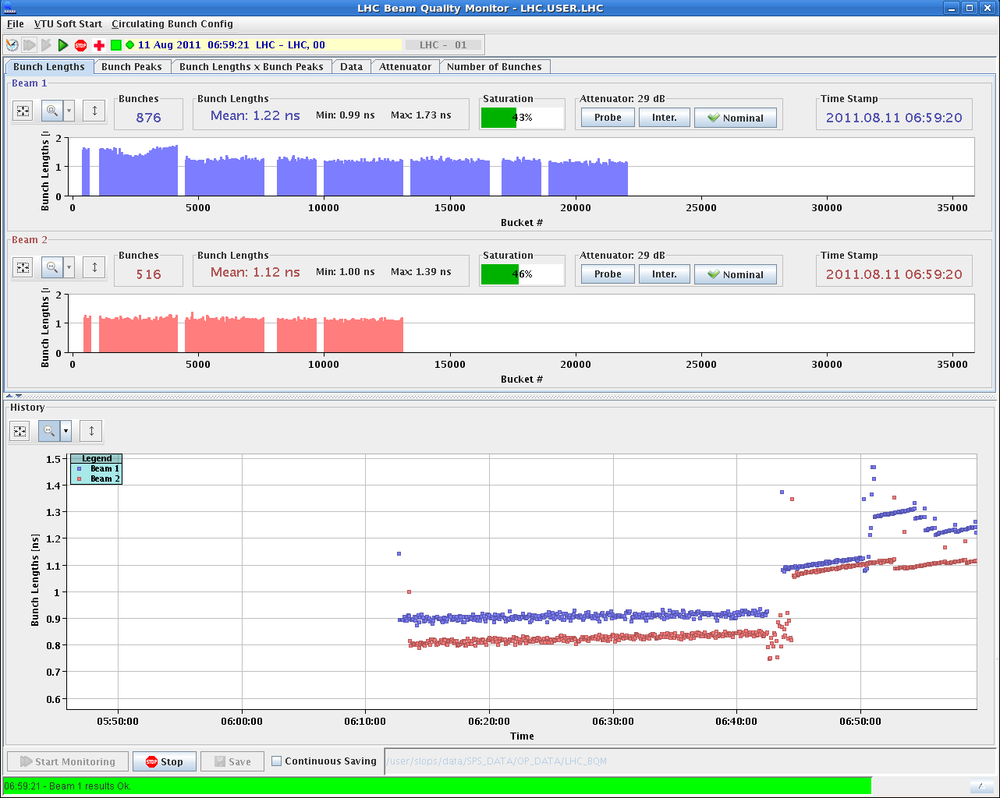 LHC Beam Quality Monitor - LHC.USER.LHC
File VTU Soft Start Circulating Bunch Config
STOP 11 Aug 2011 06:59:21 LHC - LHC, 00 LHC - 01
Bunch Lengths Bunch Peaks Bunch Lengths x Bunch Peaks Data Attenuator Number of Bunches
Beam 1
Bunches Bunch Lengths Saturation Attenuator: 29 dB Time Stamp
876 Mean: 1.22 ns Min: 0.99 ns Max: 1.73 ns 43% Probe Inter. Nominal 2011.08.11 06:59:20
Bunch Lengths [
2
1
0
0 5000 10000 15000 20000 25000 30000 35000
Bucket #
Beam 2
Bunches Bunch Lengths Saturation Attenuator: 29 dB Time Stamp
516 Mean: 1.12 ns Min: 1.00 ns Max: 1.39 ns 46% Probe Inter. Nominal 2011.08.11 06:59:20
Bunch Lengths [
2
1
0
0 5000 10000 15000 20000 25000 30000 35000
Bucket #
History
Legend
Beam 1
Beam 2
Bunch Lengths [ns]
1.5
1.4
1.3
1.2
1.1
1
0.9
0.8
0.7
0.6
05:50:00 06:00:00 06:10:00 06:20:00 06:30:00 06:40:00 06:50:00
Time
Start Monitoring STOP Stop Save Continuous Saving /user/slops/data/SPS_DATA/OP_DATA/LHC_BQM
06:59:21 - Beam 1 results Ok.